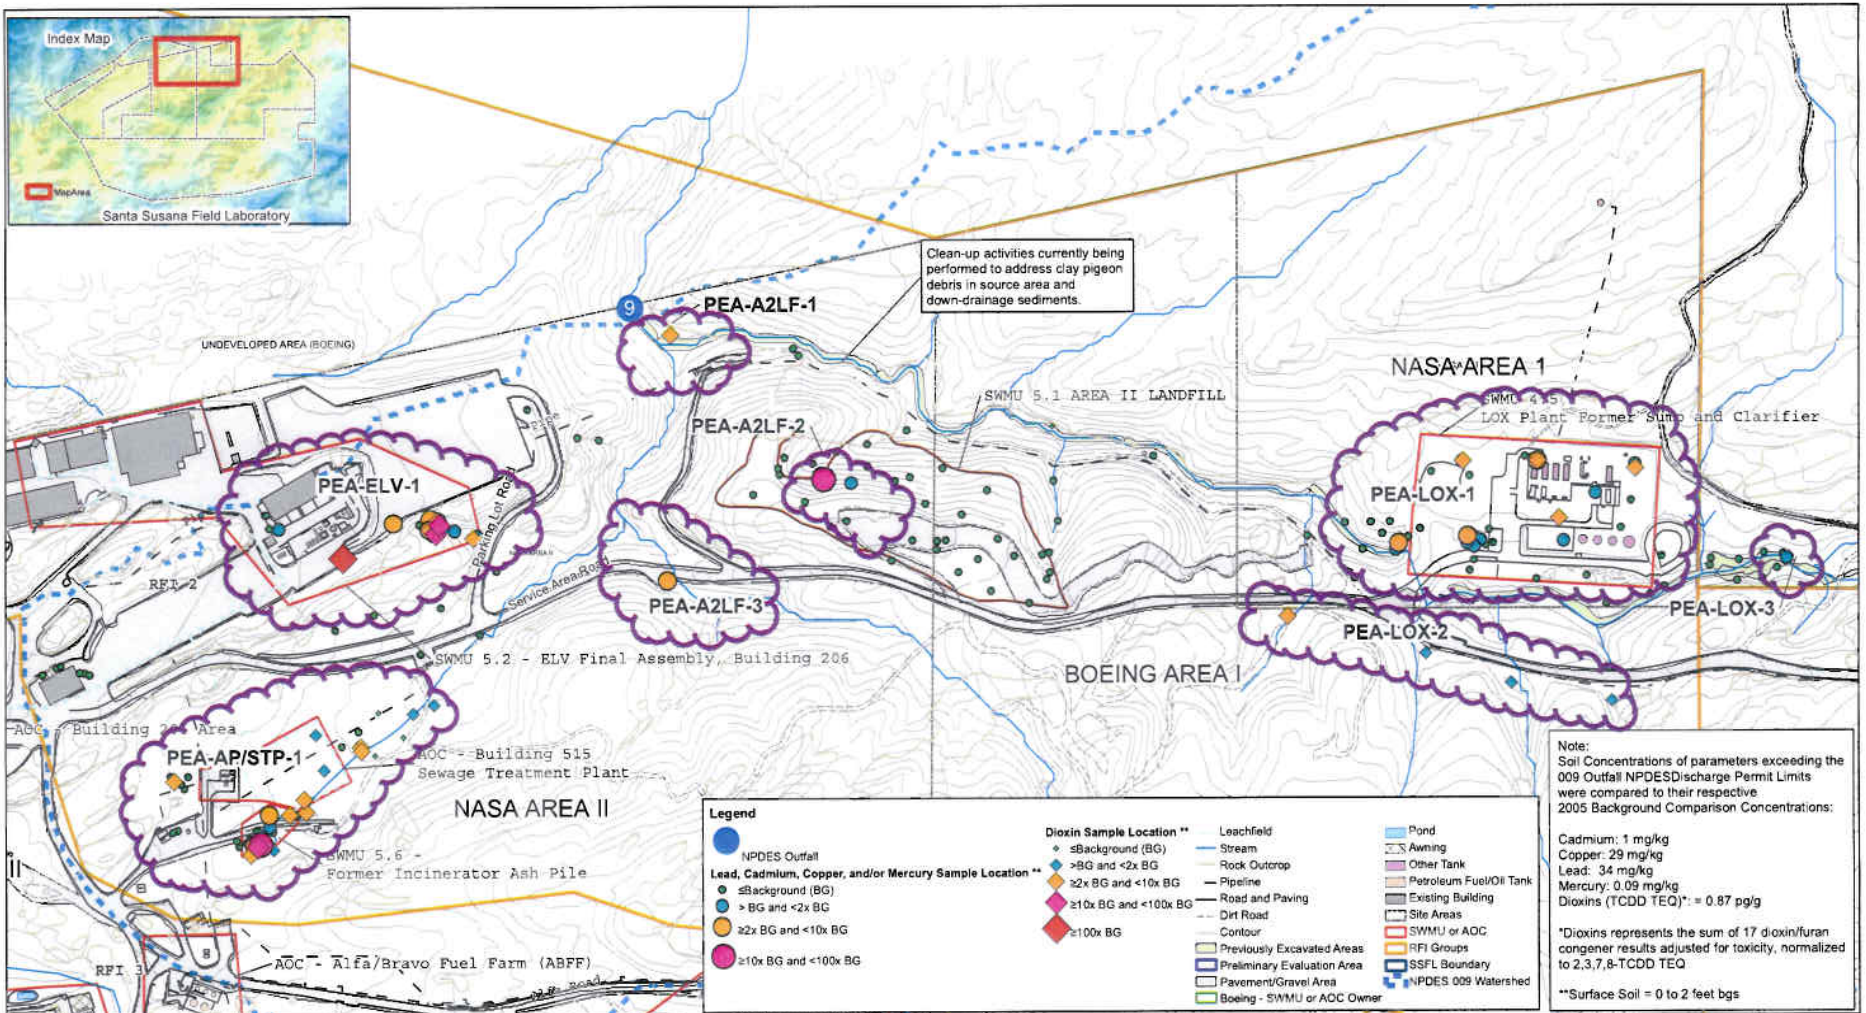 Index Map
MapArea
Santa Susana Field Laboratory
Clean-up activities currently being
performed to address clay pigeon
debris in source area and
down-drainage sediments.
9
PEA-A2LF-1
UNDEVELOPED AREA (BOEING)
NASA AREA 1
SWMU 5.1 AREA II LANDFILL
LOX Plant Former Sump and Clarifier
PEA-A2LF-2
PEA-ELV-1
Parking Lot Road
PEA-LOX-1
RFI 2
Service Area Road
PEA-A2LF-3
PEA-LOX-3
PEA-LOX-2
SWMU 5.2 - ELV Final Assembly, Building 206
BOEING AREA I
AOC - Building
Area
PEA-AP/STP-1
AOC - Building 515
Sewage Treatment Plant
NASA AREA II
SWMU 5.6 -
Former Incinerator Ash Pile
II
RFI 3
AOC - Alfa/Bravo Fuel Farm (ABFF)
Road
Legend
NPDES Outfall
Lead, Cadmium, Copper, and/or Mercury Sample Location **
≤Background (BG)
> BG and <2x BG
≥2x BG and <10x BG
≥10x BG and <100x BG
Dioxin Sample Location **
≤Background (BG)
>BG and <2x BG
≥2x BG and <10x BG
≥10x BG and <100x BG
≥100x BG
Leachfield
Stream
Rock Outcrop
Pipeline
Road and Paving
Dirt Road
Contour
Previously Excavated Areas
Preliminary Evaluation Area
Pavement/Gravel Area
Boeing - SWMU or AOC Owner
Pond
Awning
Other Tank
Petroleum Fuel/Oil Tank
Existing Building
Site Areas
SWMU or AOC
RFI Groups
SSFL Boundary
NPDES 009 Watershed
Note:
Soil Concentrations of parameters exceeding the
009 Outfall NPDESDischarge Permit Limits
were compared to their respective
2005 Background Comparison Concentrations:
Cadmium: 1 mg/kg
Copper: 29 mg/kg
Lead: 34 mg/kg
Mercury: 0.09 mg/kg
Dioxins (TCDD TEQ)*: = 0.87 pg/g
*Dioxins represents the sum of 17 dioxin/furan
congener results adjusted for toxicity, normalized
to 2,3,7,8-TCDD TEQ
**Surface Soil = 0 to 2 feet bgs